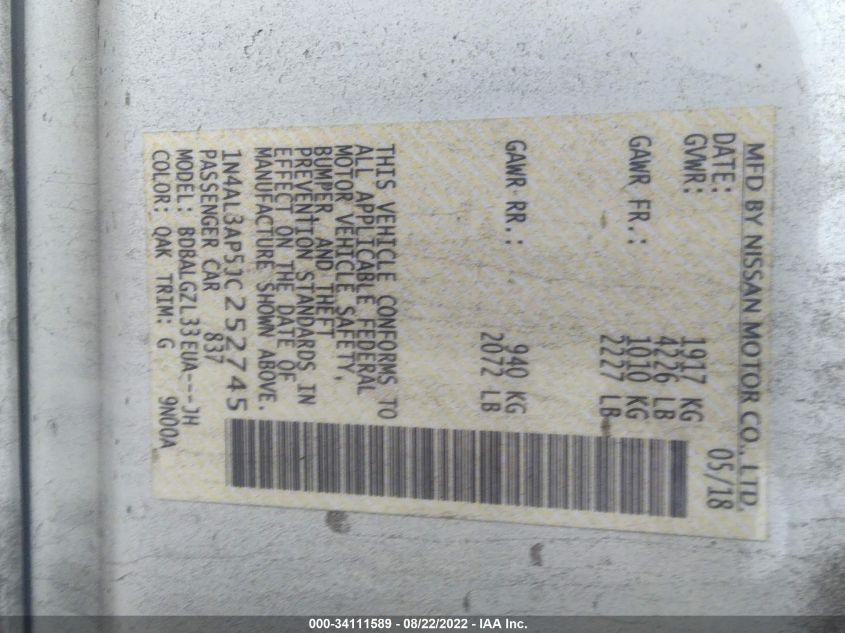 MFD BY NISSAN MOTOR CO., LTD.
DATE: 05/18
GVWR: 1917 KG
4226 LB
GAWR FR.: 1010 KG
2227 LB
GAWR RR.: 940 KG
2072 LB
THIS VEHICLE CONFORMS TO
ALL APPLICABLE FEDERAL
MOTOR VEHICLE SAFETY,
BUMPER, AND THEFT
PREVENTION STANDARDS IN
EFFECT ON THE DATE OF
MANUFACTURE SHOWN ABOVE.
1N4AL3AP5JC252745
PASSENGER CAR 837
MODEL: BDBALGZL33EUA---JH
COLOR: QAK TRIM: G 9N00A
000-34111589 - 08/22/2022 - IAA Inc.